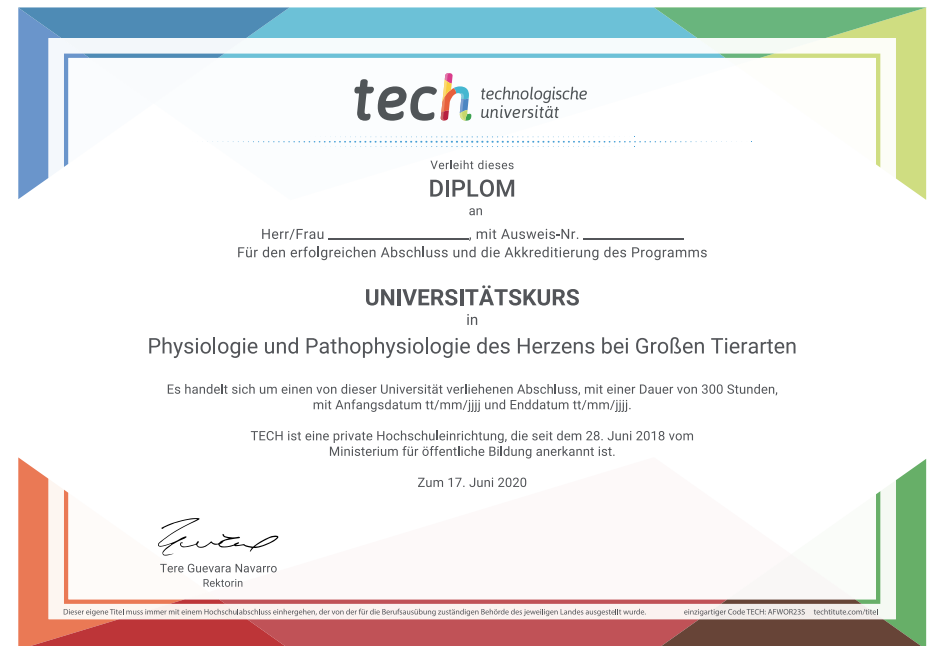 tech technologische
universität
Verleiht dieses
DIPLOM
an
Herr/Frau ____________, mit Ausweis-Nr. ____________
Für den erfolgreichen Abschluss und die Akkreditierung des Programms
UNIVERSITÄTSKURS
in
Physiologie und Pathophysiologie des Herzens bei Großen Tierarten
Es handelt sich um einen von dieser Universität verliehenen Abschluss, mit einer Dauer von 300 Stunden,
mit Anfangsdatum tt/mm/jjjj und Enddatum tt/mm/jjjj.
TECH ist eine private Hochschuleinrichtung, die seit dem 28. Juni 2018 vom
Ministerium für öffentliche Bildung anerkannt ist.
Zum 17. Juni 2020
Tere Guevara Navarro
Rektorin
Dieser eigene Titel muss immer mit einem Hochschulabschluss einhergehen, der von der für die Berufsausübung zuständigen Behörde des jeweiligen Landes ausgestellt wurde. einzigartiger Code TECH: AFWOR23S techtitute.com/titel